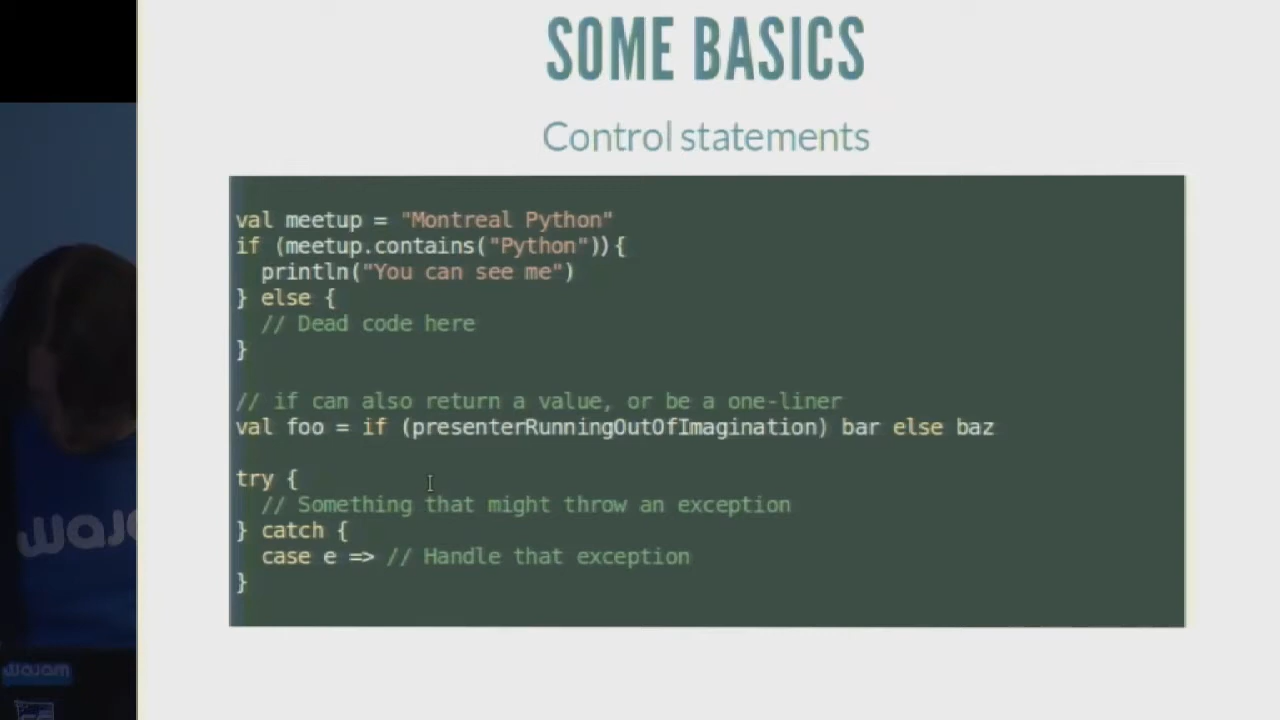 SOME BASICS
Control statements
val meetup = "Montreal Python"
if (meetup.contains("Python")){
  println("You can see me")
} else {
  // Dead code here
}
// if can also return a value, or be a one-liner
val foo = if (presenterRunningOutOfImagination) bar else baz
try {
  // Something that might throw an exception
} catch {
  case e => // Handle that exception
}
wajam